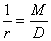 1/r = M/D